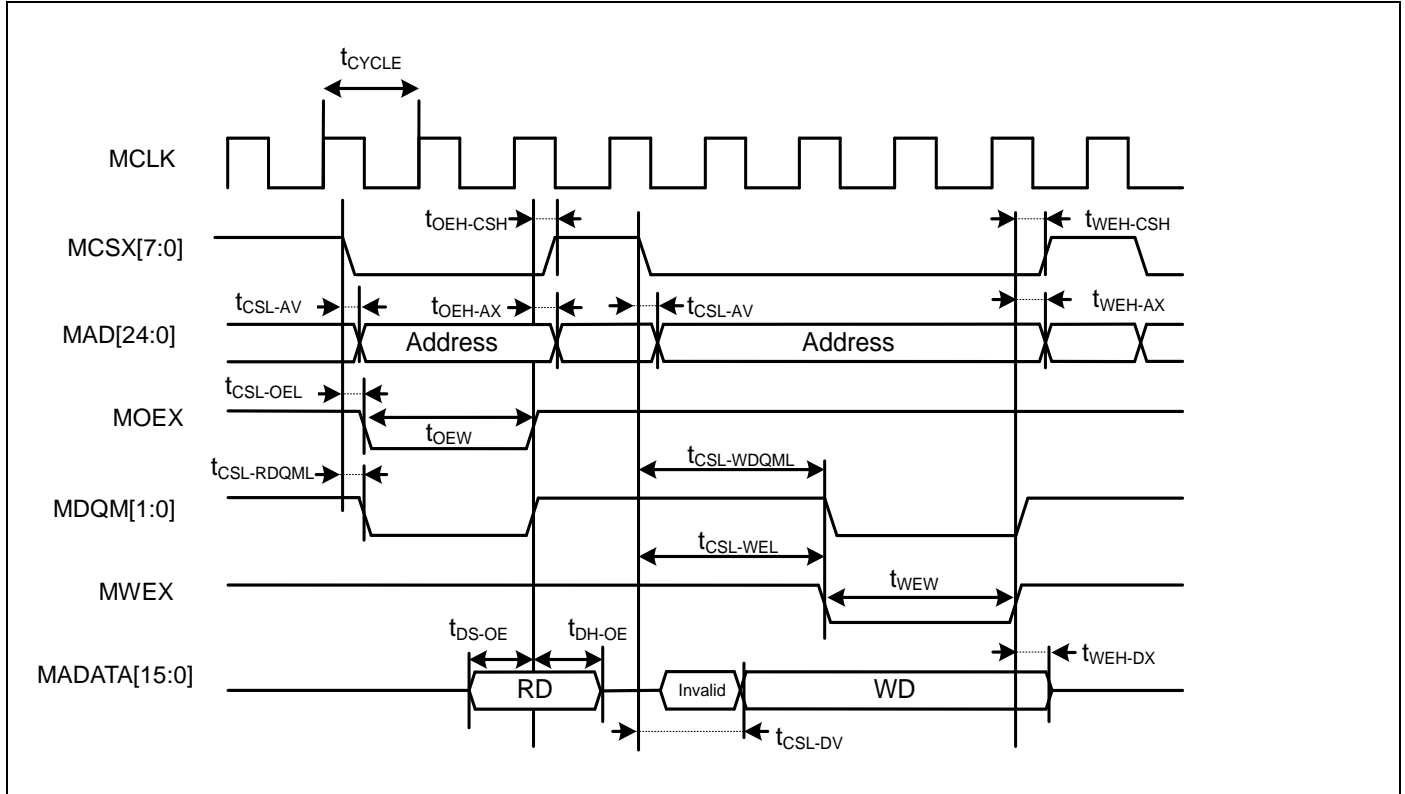 tCYCLE
MCLK
tOEH-CSH
tWEH-CSH
MCSX[7:0]
tCSL-AV
tOEH-AX
tCSL-AV
tWEH-AX
MAD[24:0]
Address
Address
tCSL-OEL
MOEX
tOEW
tCSL-RDQML
tCSL-WDQML
MDQM[1:0]
tCSL-WEL
MWEX
tWEW
tDS-OE
tDH-OE
tWEH-DX
MADATA[15:0]
RD
Invalid
WD
tCSL-DV